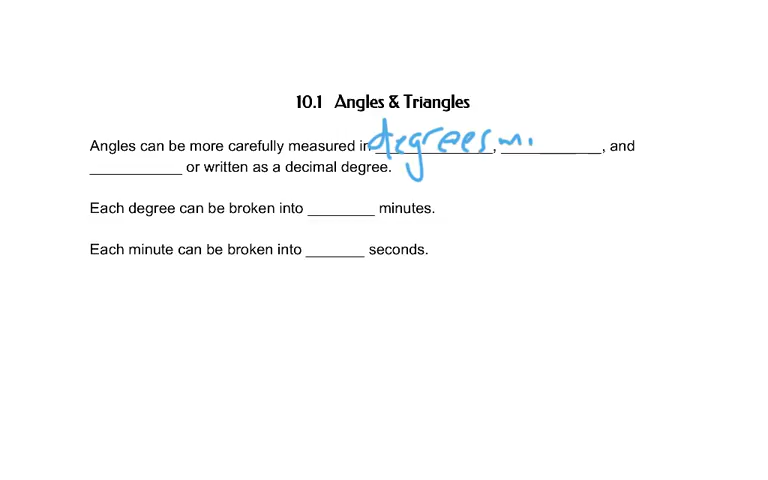 10.1 Angles & Triangles
Angles can be more carefully measured in degrees, ____________, and
___________ or written as a decimal degree.
Each degree can be broken into ________ minutes.
Each minute can be broken into _______ seconds.